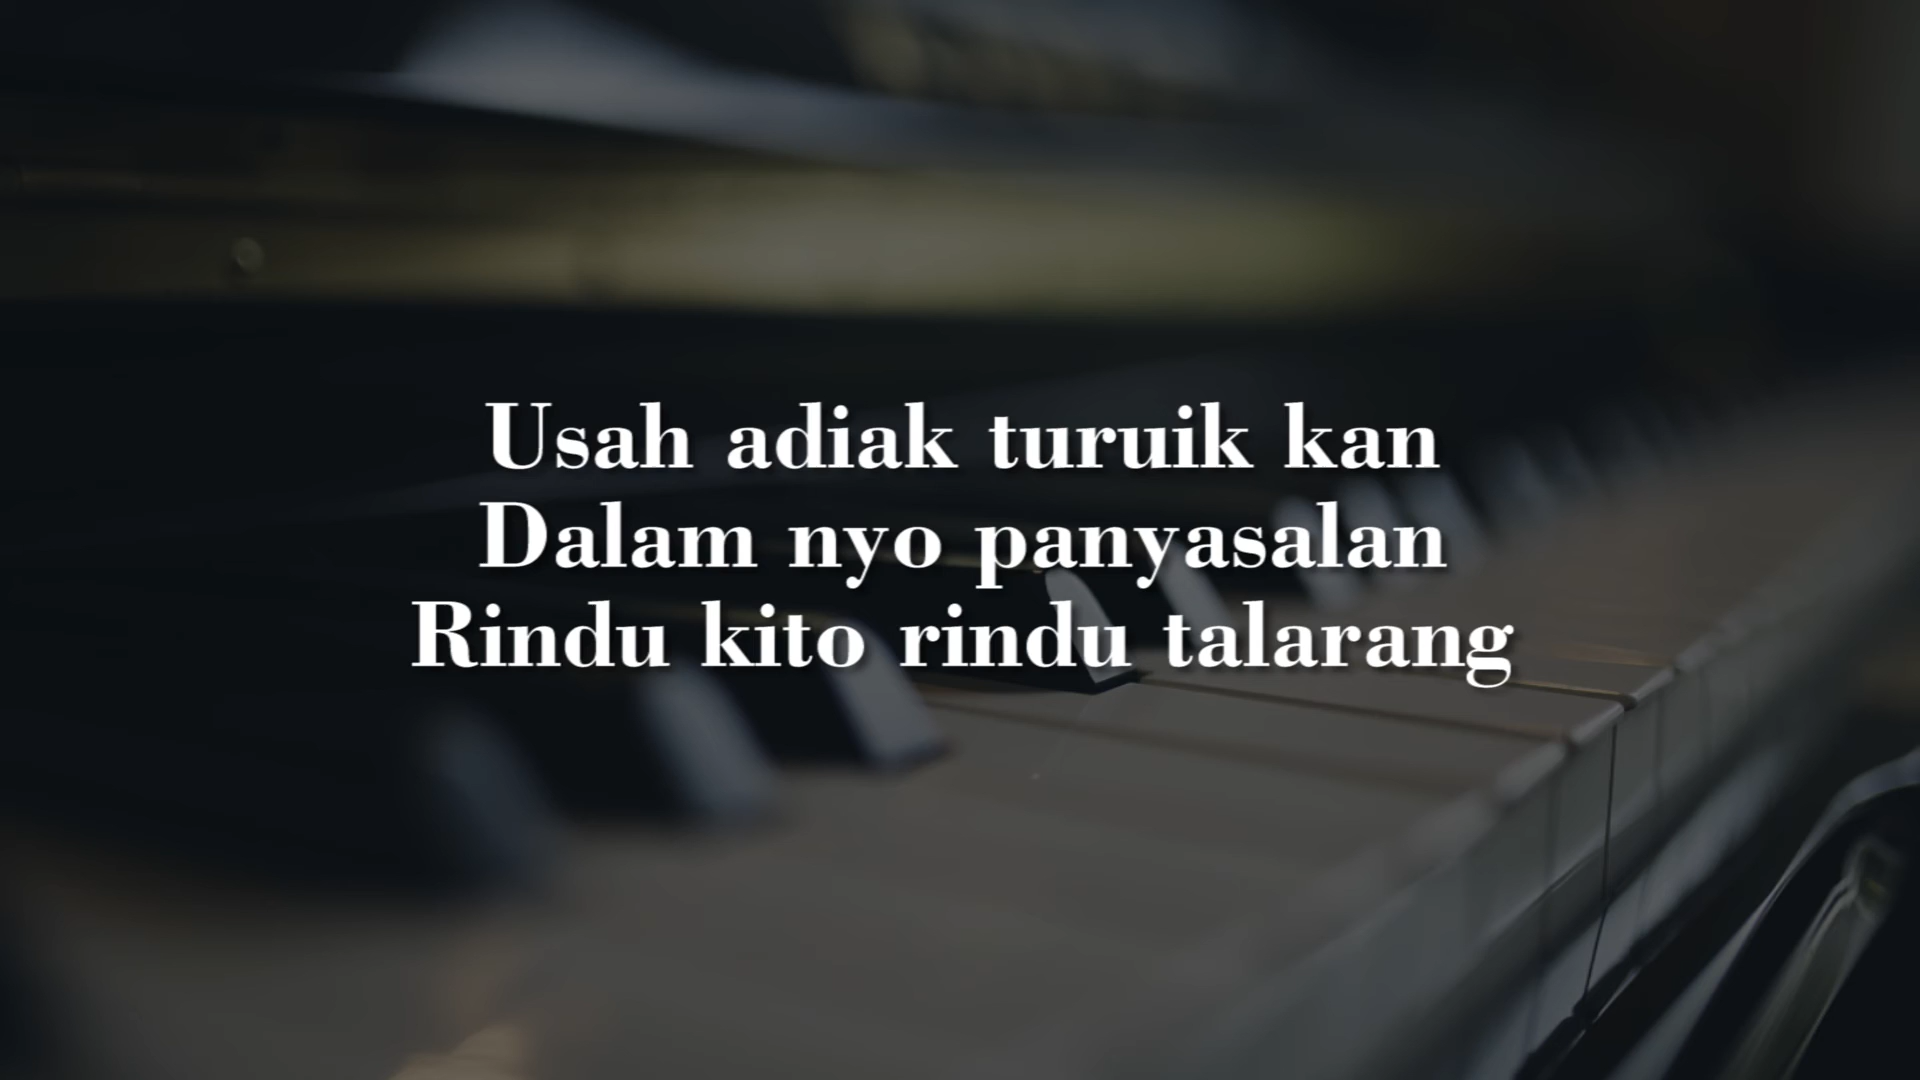 Usah adiak turuik kan
Dalam nyo panyasalan
Rindu kito rindu talarang